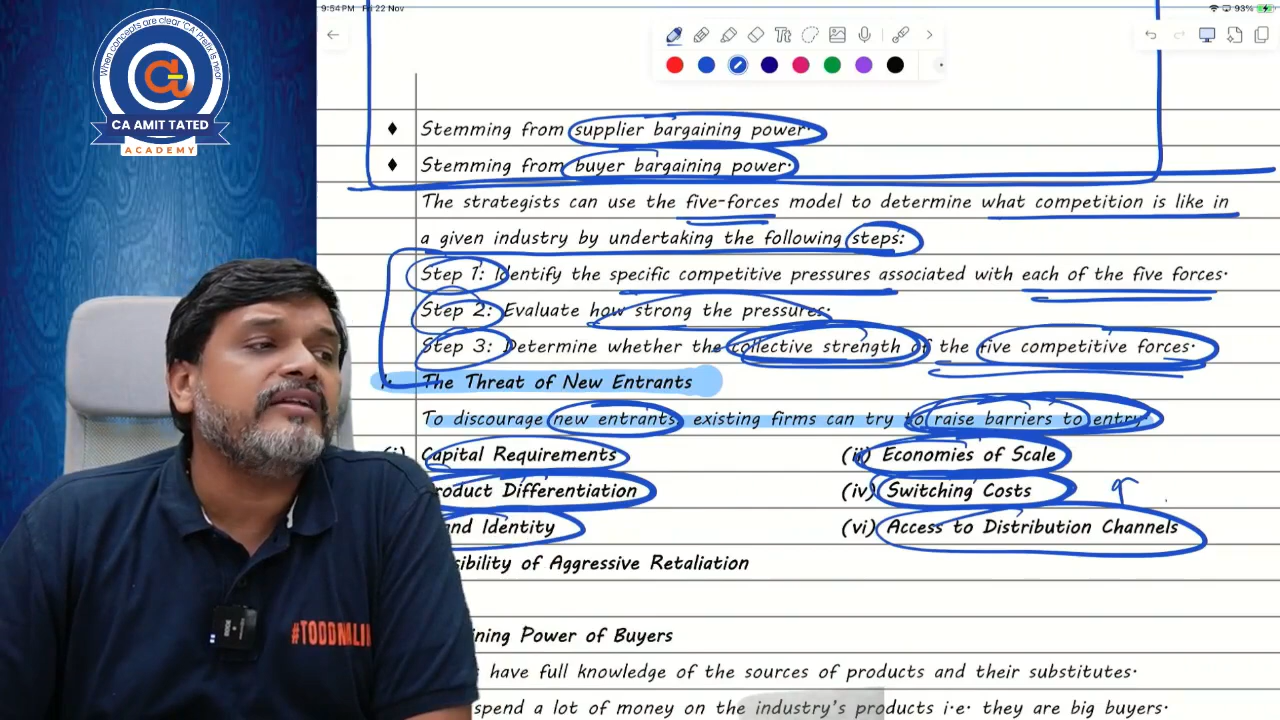 9:54 PM Fri 22 Nov
93%
When concepts are clear 'CA' Prefix is near
CA AMIT TATED
ACADEMY
♦ Stemming from supplier bargaining power·
♦ Stemming from buyer bargaining power·
The strategists can use the five-forces model to determine what competition is like in
a given industry by undertaking the following steps:
Step 1: Identify the specific competitive pressures associated with each of the five forces·
Step 2: Evaluate how strong the pressures·
Step 3: Determine whether the collective strength of the five competitive forces·
The Threat of New Entrants
To discourage new entrants, existing firms can try to raise barriers to entry·
(i) Capital Requirements (ii) Economies of Scale
Product Differentiation (iv) Switching Costs
Identity (vi) Access to Distribution Channels
of Aggressive Retaliation
Power of Buyers
have full knowledge of the sources of products and their substitutes·
spend a lot of money on the industry's products i·e· they are big buyers·
RODE